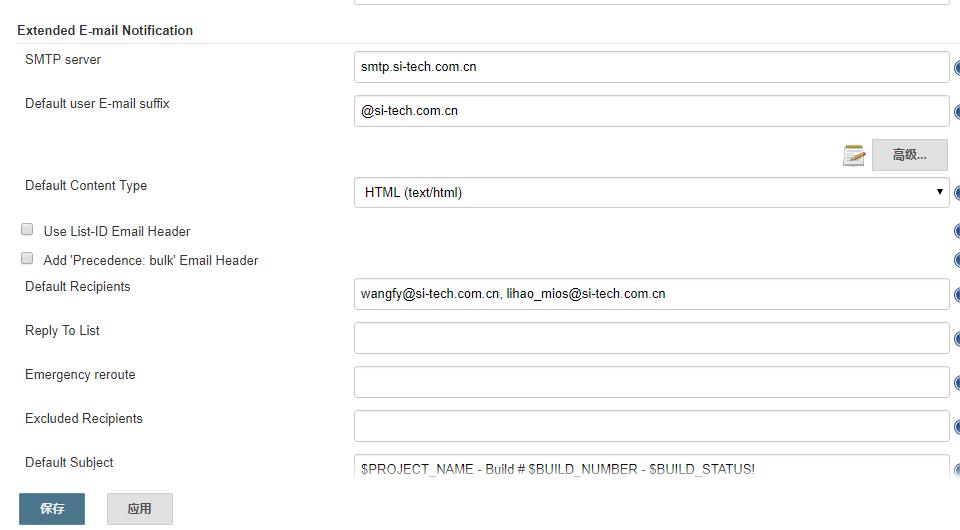 Extended E-mail Notification
SMTP server
smtp.si-tech.com.cn
Default user E-mail suffix
@si-tech.com.cn
高级...
Default Content Type
HTML (text/html)
Use List-ID Email Header
Add 'Precedence: bulk' Email Header
Default Recipients
wangfy@si-tech.com.cn, lihao_mios@si-tech.com.cn
Reply To List
Emergency reroute
Excluded Recipients
Default Subject
$PROJECT_NAME - Build # $BUILD_NUMBER - $BUILD_STATUS!
保存
应用